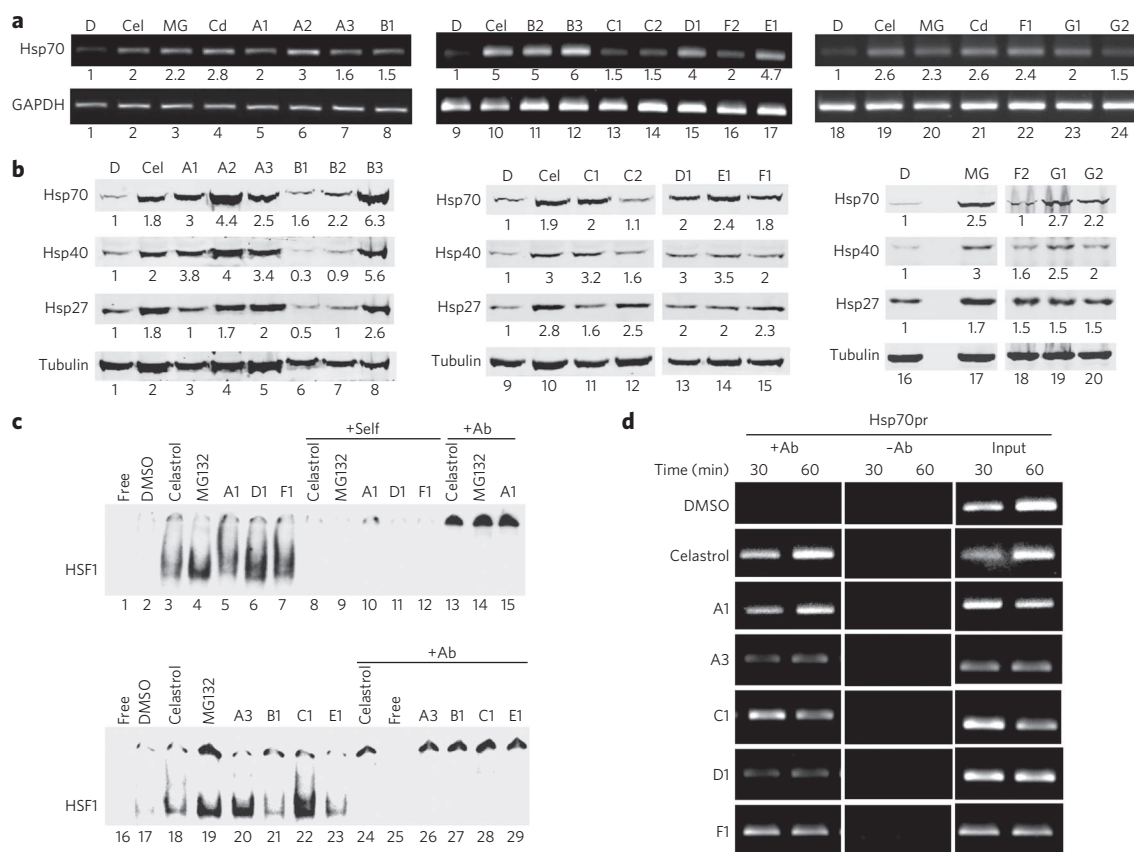 a
D Cel MG Cd A1 A2 A3 B1
Hsp70
1 2 2.2 2.8 2 3 1.6 1.5
GAPDH
1 2 3 4 5 6 7 8
D Cel B2 B3 C1 C2 D1 F2 E1
1 5 5 6 1.5 1.5 4 2 4.7
9 10 11 12 13 14 15 16 17
D Cel MG Cd F1 G1 G2
1 2.6 2.3 2.6 2.4 2 1.5
18 19 20 21 22 23 24
b
D Cel A1 A2 A3 B1 B2 B3
Hsp70
1 1.8 3 4.4 2.5 1.6 2.2 6.3
Hsp40
1 2 3.8 4 3.4 0.3 0.9 5.6
Hsp27
1 1.8 1 1.7 2 0.5 1 2.6
Tubulin
1 2 3 4 5 6 7 8
D Cel C1 C2 D1 E1 F1
Hsp70
1 1.9 2 1.1 2 2.4 1.8
Hsp40
1 3 3.2 1.6 3 3.5 2
Hsp27
1 2.8 1.6 2.5 2 2 2.3
Tubulin
9 10 11 12 13 14 15
D MG F2 G1 G2
Hsp70
1 2.5 1 2.7 2.2
Hsp40
1 3 1.6 2.5 2
Hsp27
1 1.7 1.5 1.5 1.5
Tubulin
16 17 18 19 20
c
+Self +Ab
Free DMSO Celastrol MG132 A1 D1 F1 Celastrol MG132 A1 D1 F1 Celastrol MG132 A1
HSF1
1 2 3 4 5 6 7 8 9 10 11 12 13 14 15
+Ab
Free DMSO Celastrol MG132 A3 B1 C1 E1 Celastrol Free A3 B1 C1 E1
HSF1
16 17 18 19 20 21 22 23 24 25 26 27 28 29
d
Hsp70pr
+Ab –Ab Input
Time (min) 30 60 30 60 30 60
DMSO
Celastrol
A1
A3
C1
D1
F1